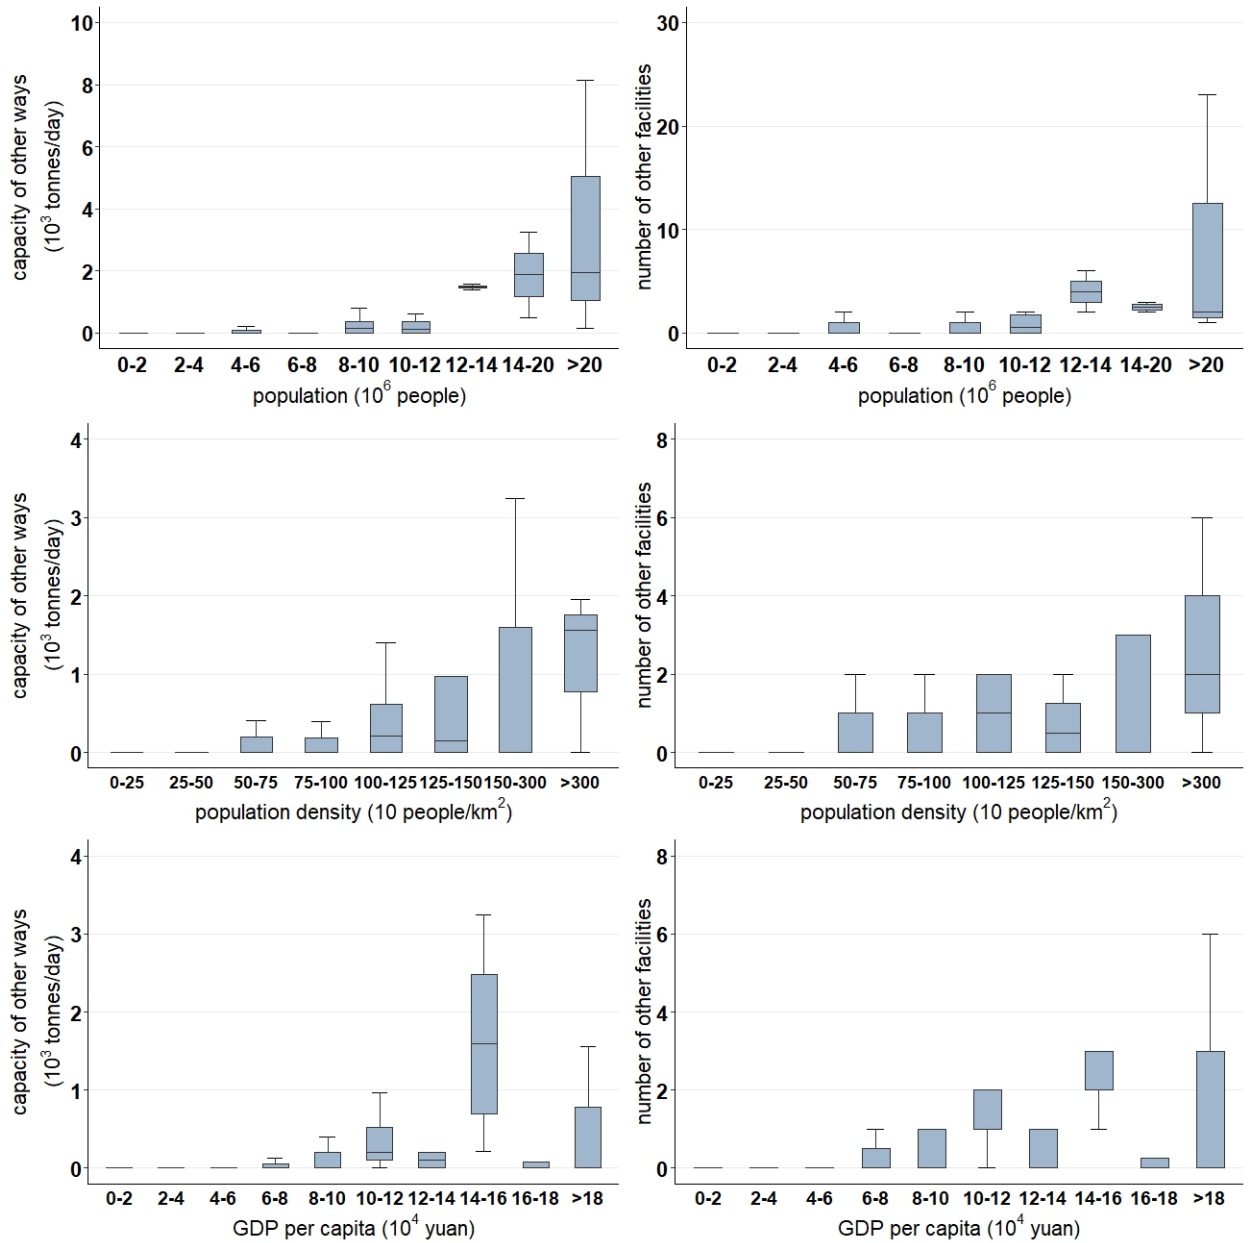 capacity of other ways
(10³ tonnes/day)
10
8
6
4
2
0
0-2 2-4 4-6 6-8 8-10 10-12 12-14 14-20 >20
population (10⁶ people)
number of other facilities
30
20
10
0
0-2 2-4 4-6 6-8 8-10 10-12 12-14 14-20 >20
population (10⁶ people)
capacity of other ways
(10³ tonnes/day)
4
3
2
1
0
0-25 25-50 50-75 75-100 100-125 125-150 150-300 >300
population density (10 people/km²)
number of other facilities
8
6
4
2
0
0-25 25-50 50-75 75-100 100-125 125-150 150-300 >300
population density (10 people/km²)
capacity of other ways
(10³ tonnes/day)
4
3
2
1
0
0-2 2-4 4-6 6-8 8-10 10-12 12-14 14-16 16-18 >18
GDP per capita (10⁴ yuan)
number of other facilities
8
6
4
2
0
0-2 2-4 4-6 6-8 8-10 10-12 12-14 14-16 16-18 >18
GDP per capita (10⁴ yuan)